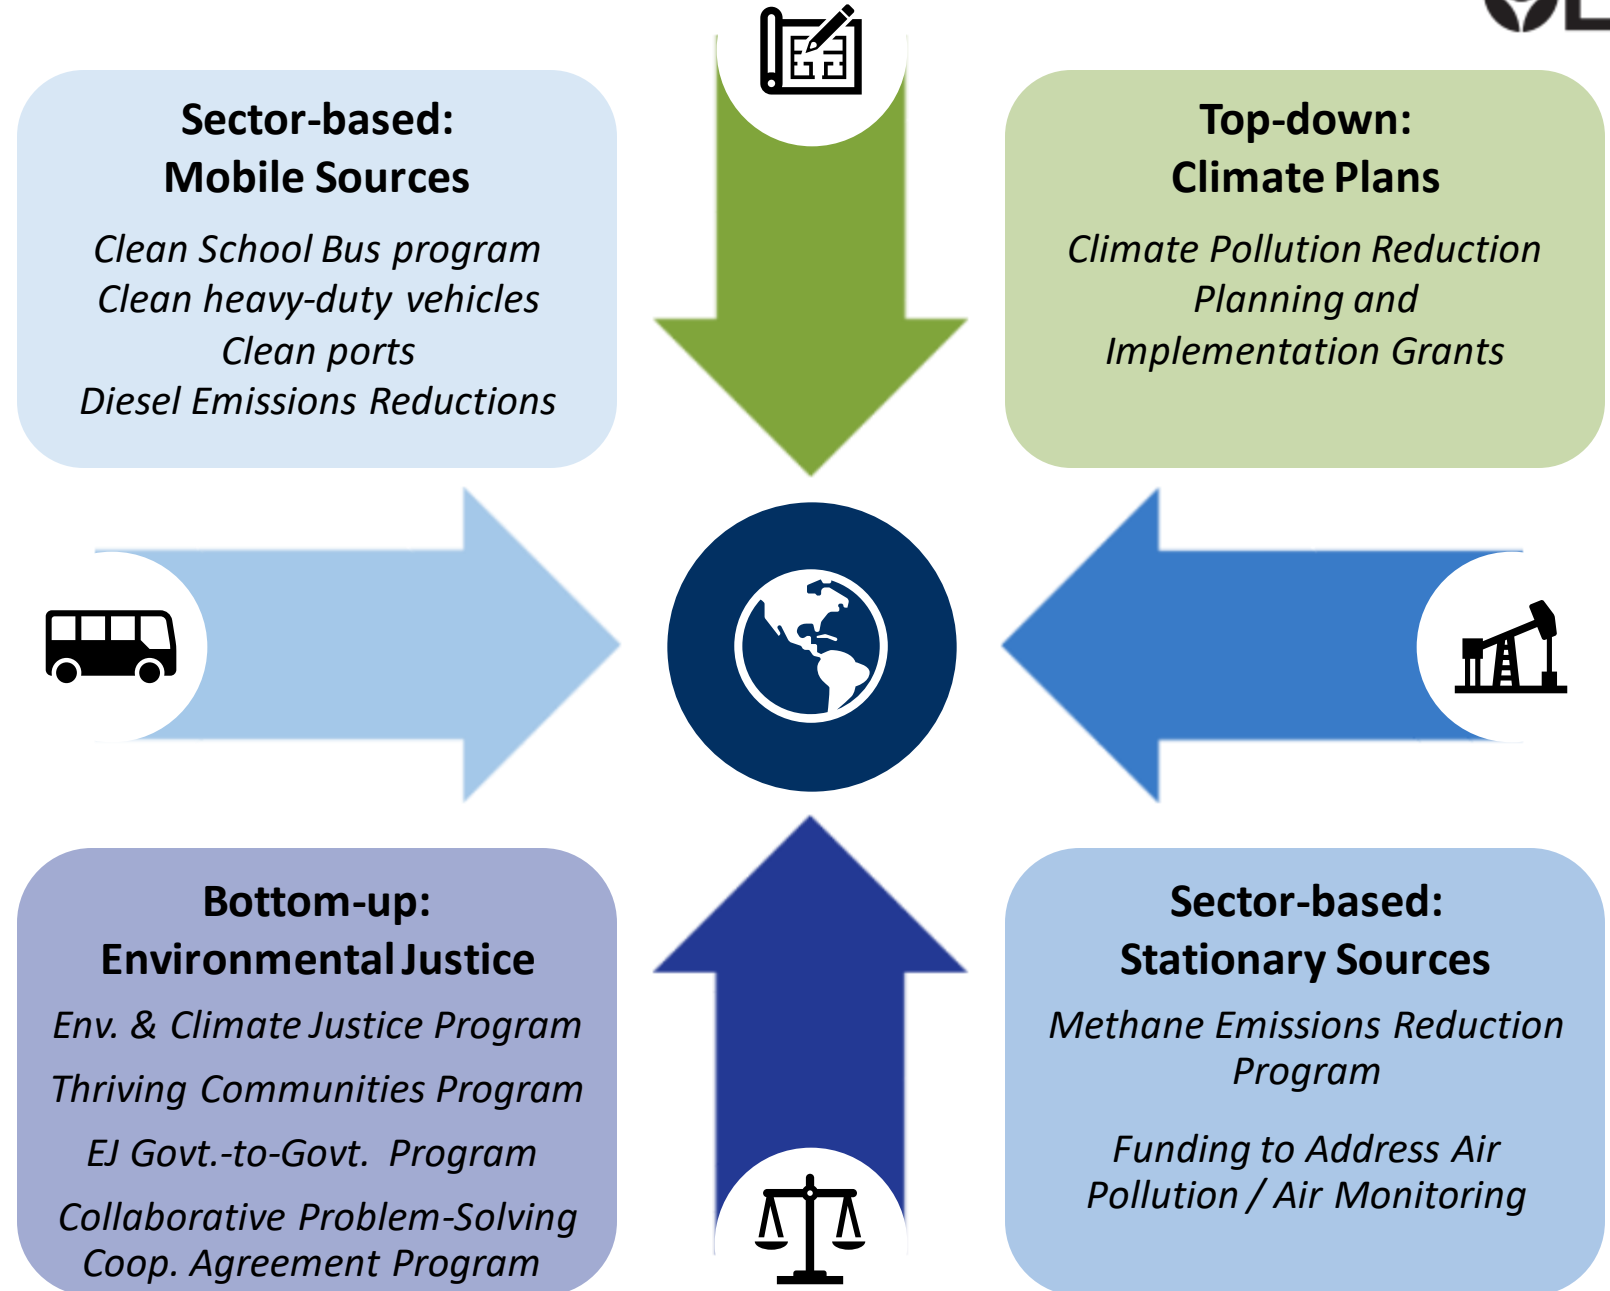 Sector-based:
Mobile Sources
Clean School Bus program
Clean heavy-duty vehicles
Clean ports
Diesel Emissions Reductions
Top-down:
Climate Plans
Climate Pollution Reduction
Planning and
Implementation Grants
Bottom-up:
Environmental Justice
Env. & Climate Justice Program
Thriving Communities Program
EJ Govt.-to-Govt. Program
Collaborative Problem-Solving
Coop. Agreement Program
Sector-based:
Stationary Sources
Methane Emissions Reduction
Program
Funding to Address Air
Pollution / Air Monitoring